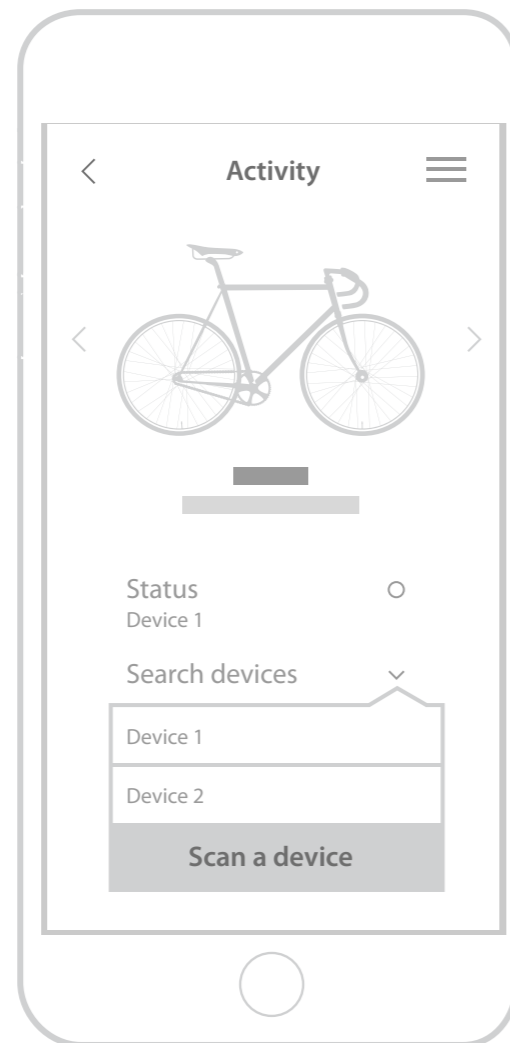 Activity
Status
Device 1
Search devices
Device 1
Device 2
Scan a device